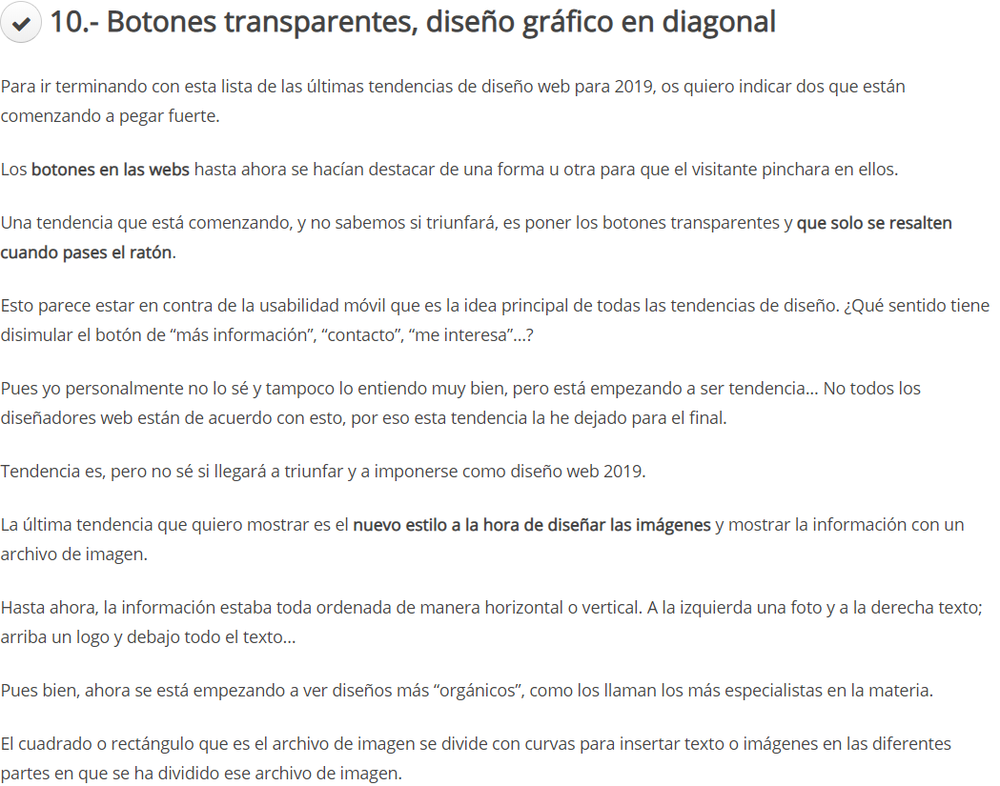 10.- Botones transparentes, diseño gráfico en diagonal
Para ir terminando con esta lista de las últimas tendencias de diseño web para 2019, os quiero indicar dos que están
comenzando a pegar fuerte.
Los botones en las webs hasta ahora se hacían destacar de una forma u otra para que el visitante pinchara en ellos.
Una tendencia que está comenzando, y no sabemos si triunfará, es poner los botones transparentes y que solo se resalten
cuando pases el ratón.
Esto parece estar en contra de la usabilidad móvil que es la idea principal de todas las tendencias de diseño. ¿Qué sentido tiene
disimular el botón de “más información”, “contacto”, “me interesa”…?
Pues yo personalmente no lo sé y tampoco lo entiendo muy bien, pero está empezando a ser tendencia… No todos los
diseñadores web están de acuerdo con esto, por eso esta tendencia la he dejado para el final.
Tendencia es, pero no sé si llegará a triunfar y a imponerse como diseño web 2019.
La última tendencia que quiero mostrar es el nuevo estilo a la hora de diseñar las imágenes y mostrar la información con un
archivo de imagen.
Hasta ahora, la información estaba toda ordenada de manera horizontal o vertical. A la izquierda una foto y a la derecha texto;
arriba un logo y debajo todo el texto…
Pues bien, ahora se está empezando a ver diseños más “orgánicos”, como los llaman los más especialistas en la materia.
El cuadrado o rectángulo que es el archivo de imagen se divide con curvas para insertar texto o imágenes en las diferentes
partes en que se ha dividido ese archivo de imagen.